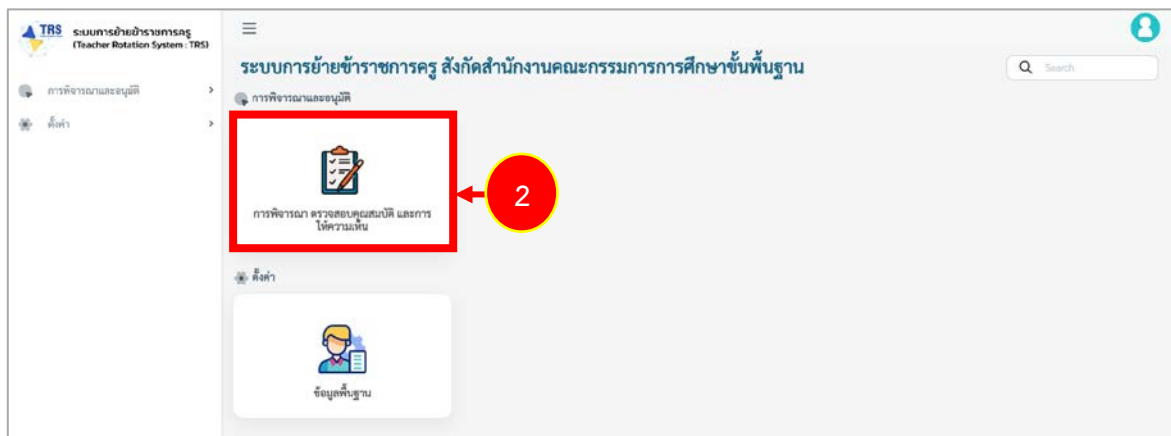 TRS ระบบการย้ายข้าราชการครู
(Teacher Rotation System : TRS)
ระบบการย้ายข้าราชการครู สังกัดสำนักงานคณะกรรมการการศึกษาขั้นพื้นฐาน
Search
การพิจารณาและอนุมัติ
ตั้งค่า
การพิจารณาและอนุมัติ
การพิจารณา ตรวจสอบคุณสมบัติ และการ
ให้ความเห็น
2
ตั้งค่า
ข้อมูลพื้นฐาน